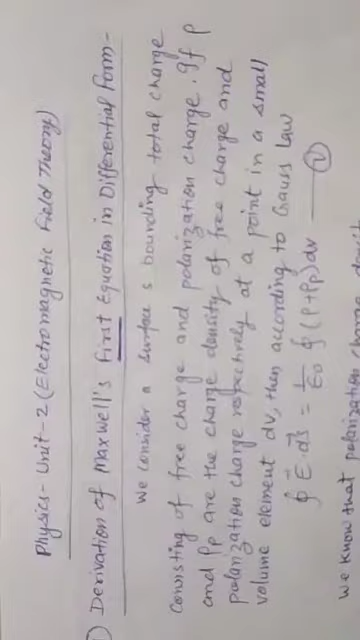 Physics - Unit - 2 (Electromagnetic Field Theory)
① Derivation of Maxwell's First Equation in Differential Form -
We consider a surface s bounding total charge
consisting of free charge and polarization charge. If ρ
and ρp are the charge density of free charge and
polarization charge respectively at a point in a small
volume element dv, then according to Gauss Law
∮ E⃗·ds⃗ = 1/ε₀ ∮ (ρ+ρp)dv — ①
We know that polarization charge